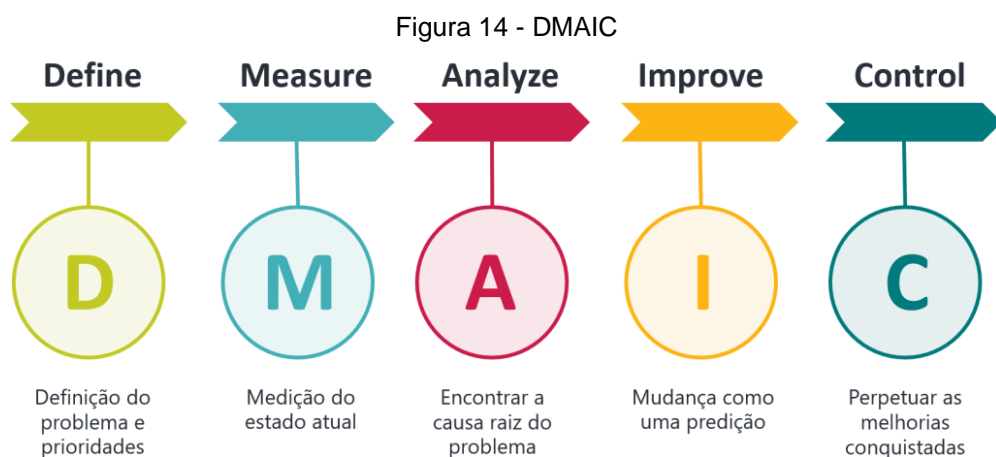 Figura 14 - DMAIC
Define
Measure
Analyze
Improve
Control
D
M
A
I
C
Definição do
problema e
prioridades
Medição do
estado atual
Encontrar a
causa raiz do
problema
Mudança como
uma predição
Perpetuar as
melhorias
conquistadas